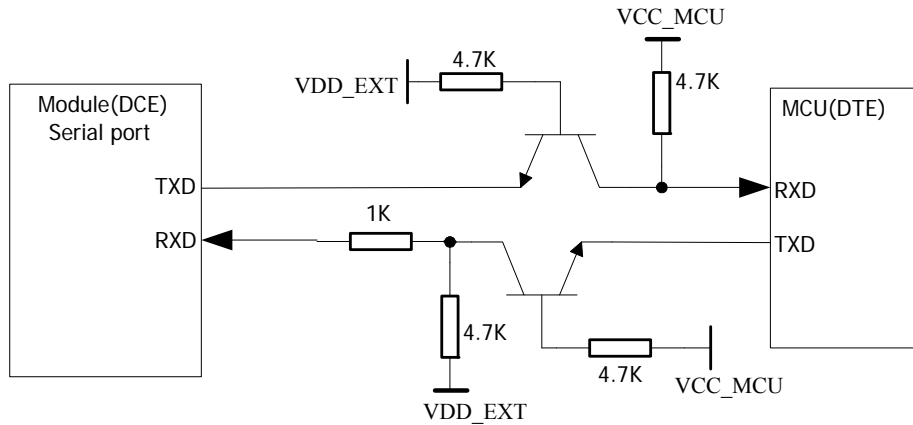 VCC_MCU
4.7K
VDD_EXT
4.7K
Module(DCE)
Serial port
MCU(DTE)
TXD
RXD
RXD
1K
TXD
4.7K
4.7K
VDD_EXT
VCC_MCU